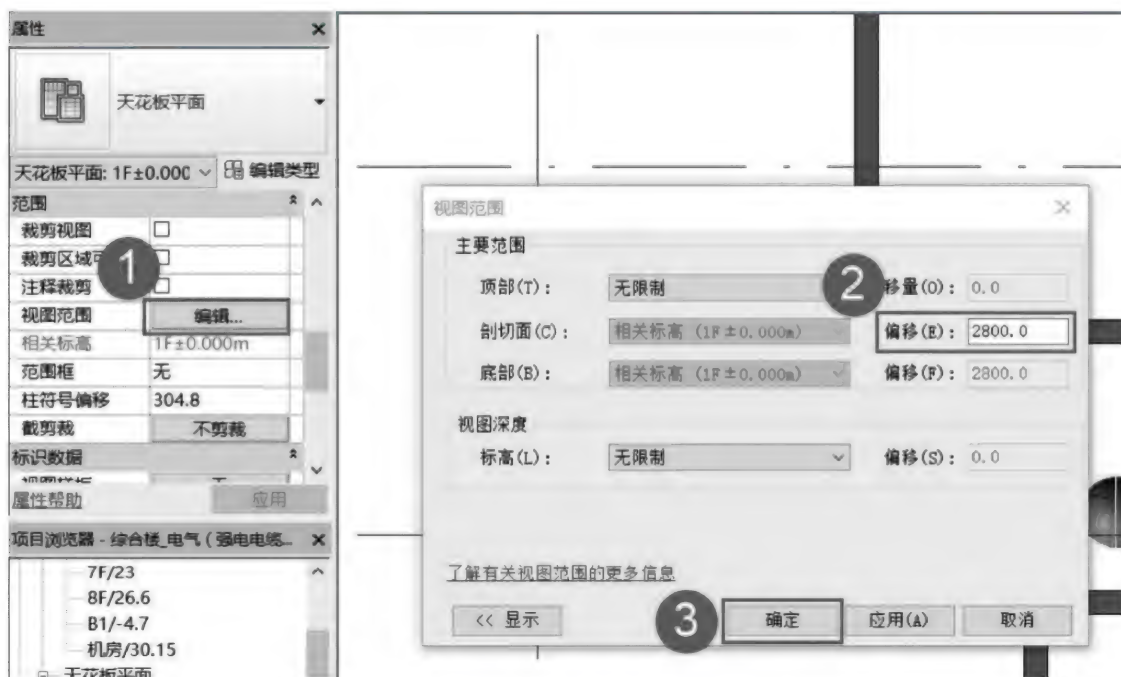 属性
天花板平面
天花板平面: 1F±0.000
编辑类型
范围
裁剪视图
裁剪区域可
注释裁剪
1
视图范围
编辑...
相关标高
1F±0.000m
范围框
无
柱符号偏移
304.8
截剪裁
不剪裁
标识数据
属性帮助
应用
项目浏览器 - 综合楼_电气（强电电缆...
7F/23
8F/26.6
B1/-4.7
机房/30.15
天花板平面
视图范围
主要范围
顶部(T)：
无限制
2
移量(O)：
0.0
剖切面(C)：
相关标高 (1F±0.000m)
偏移(E)：
2800.0
底部(B)：
相关标高 (1F±0.000m)
偏移(F)：
2800.0
视图深度
标高(L)：
无限制
偏移(S)：
0.0
了解有关视图范围的更多信息
<< 显示
3
确定
应用(A)
取消